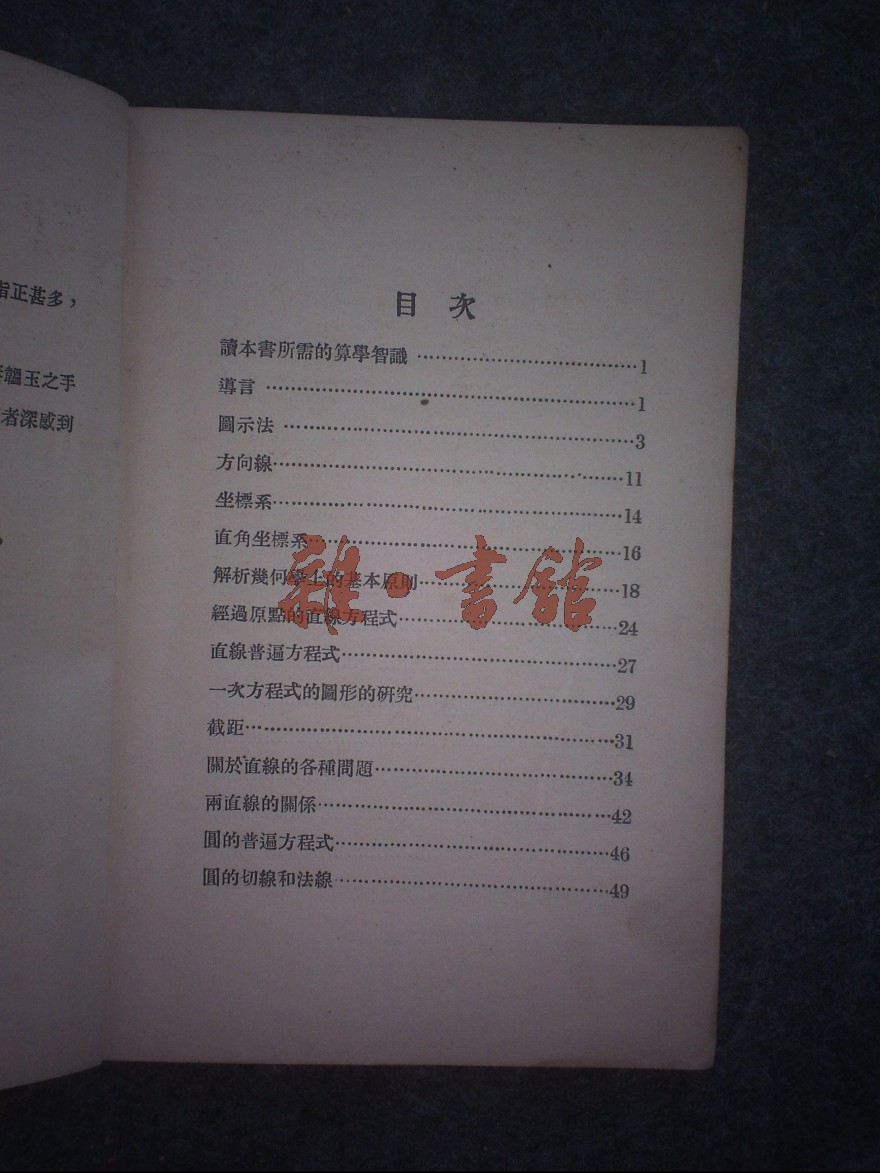 指正甚多，
韞玉之手
者深感到
目次
讀本書所需的算學智識………………………………1
導言………………………………………………………1
圖示法……………………………………………………3
方向線……………………………………………………11
坐標系……………………………………………………14
直角坐標系………………………………………………16
解析幾何學上的基本原則………………………………18
經過原點的直線方程式…………………………………24
直線普遍方程式…………………………………………27
一次方程式的圖形的研究………………………………29
截距………………………………………………………31
關於直線的各種問題……………………………………34
兩直線的關係……………………………………………42
圓的普遍方程式…………………………………………46
圓的切線和法線…………………………………………49
雜·書館